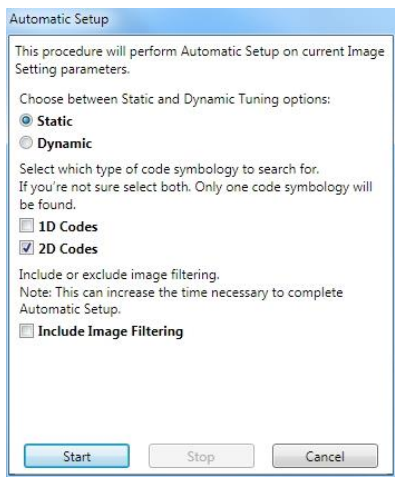 Automatic Setup
This procedure will perform Automatic Setup on current Image
Setting parameters.
Choose between Static and Dynamic Tuning options:
Static
Dynamic
Select which type of code symbology to search for.
If you're not sure select both. Only one code symbology will
be found.
1D Codes
2D Codes
Include or exclude image filtering.
Note: This can increase the time necessary to complete
Automatic Setup.
Include Image Filtering
Start Stop Cancel